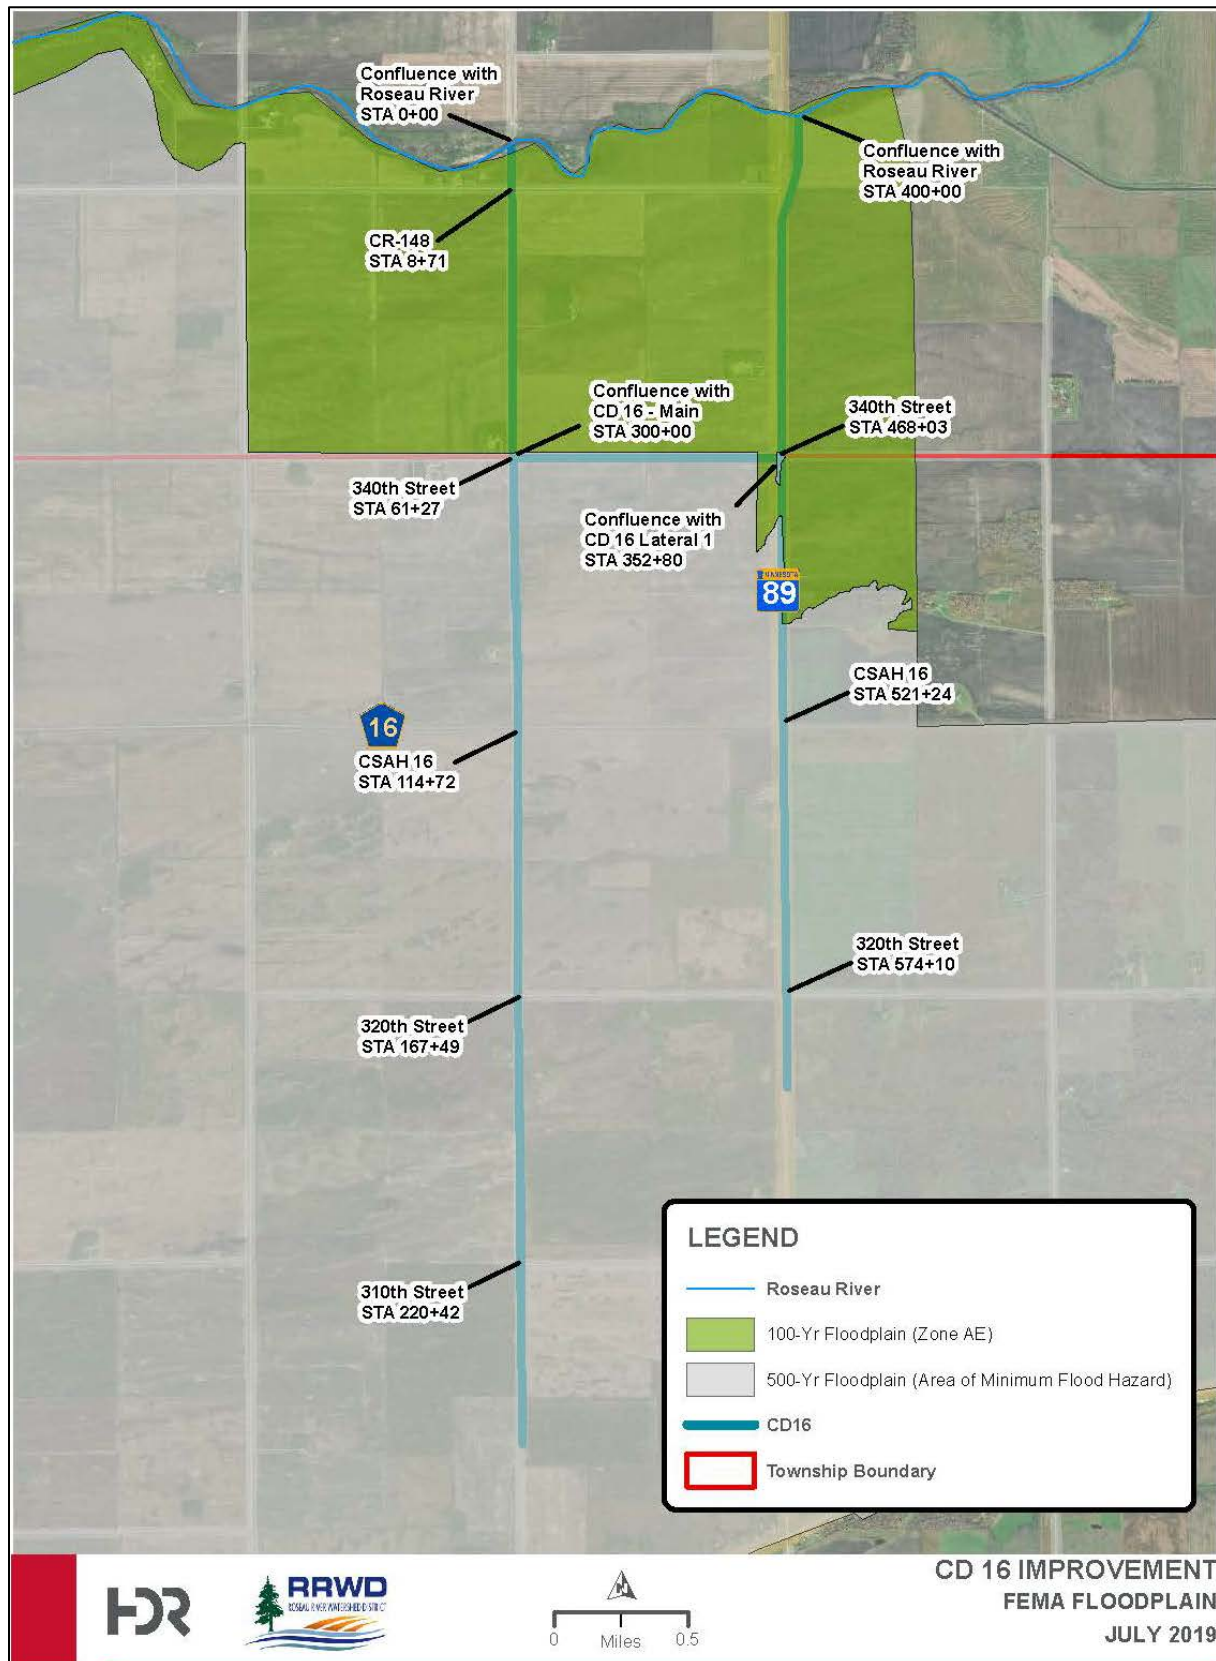 Confluence with
Roseau River
STA 0+00
Confluence with
Roseau River
STA 400+00
CR-148
STA 8+71
Confluence with
CD 16 - Main
STA 300+00
340th Street
STA 468+03
340th Street
STA 61+27
Confluence with
CD 16 Lateral 1
STA 352+80
MINNESOTA
89
CSAH 16
STA 521+24
16
CSAH 16
STA 114+72
320th Street
STA 574+10
320th Street
STA 167+49
310th Street
STA 220+42
LEGEND
Roseau River
100-Yr Floodplain (Zone AE)
500-Yr Floodplain (Area of Minimum Flood Hazard)
CD16
Township Boundary
HDR
RRWD
ROSEAU RIVER WATERSHED DISTRICT
N
0 Miles 0.5
CD 16 IMPROVEMENT
FEMA FLOODPLAIN
JULY 2019